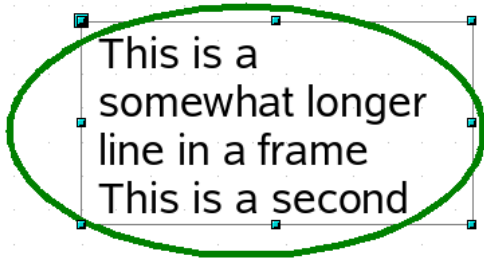 This is a
somewhat longer
line in a frame
This is a second